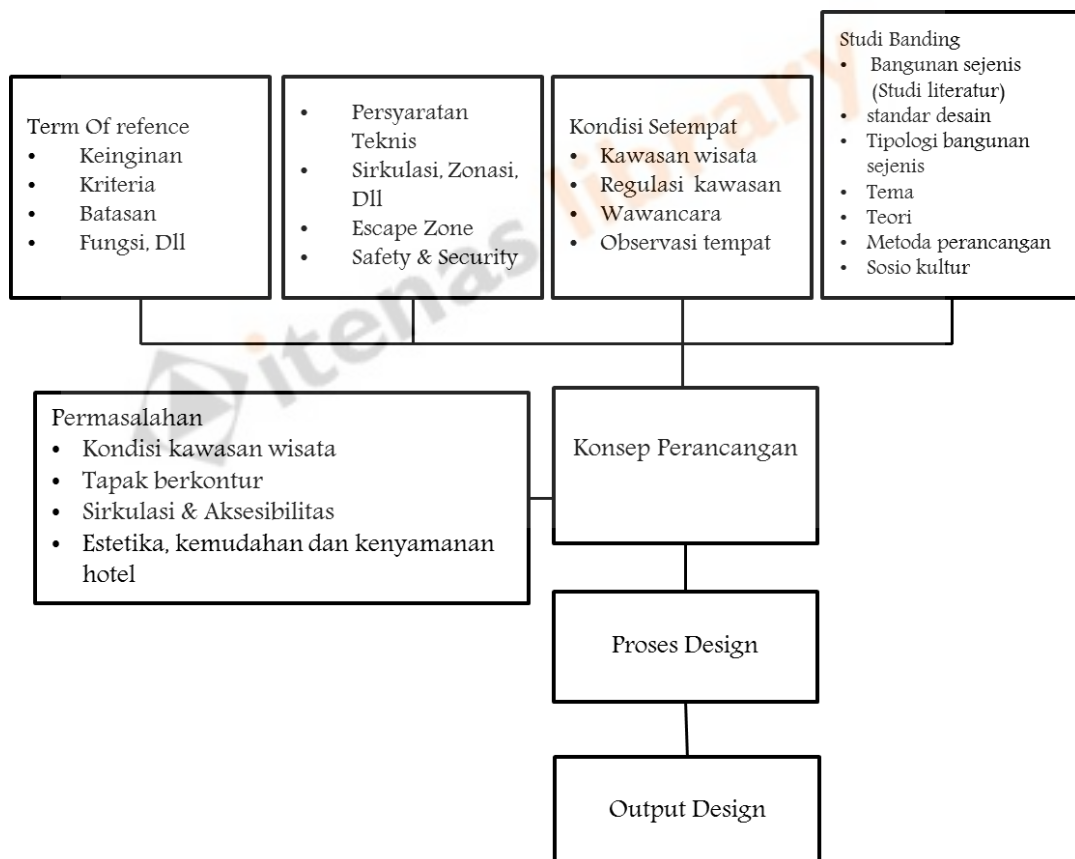 Term Of refence
• Keinginan
• Kriteria
• Batasan
• Fungsi, Dll
• Persyaratan
Teknis
• Sirkulasi, Zonasi,
Dll
• Escape Zone
• Safety & Security
Kondisi Setempat
• Kawasan wisata
• Regulasi kawasan
• Wawancara
• Observasi tempat
Studi Banding
• Bangunan sejenis
(Studi literatur)
• standar desain
• Tipologi bangunan
sejenis
• Tema
• Teori
• Metoda perancangan
• Sosio kultur
Permasalahan
• Kondisi kawasan wisata
• Tapak berkontur
• Sirkulasi & Aksesibilitas
• Estetika, kemudahan dan kenyamanan
hotel
Konsep Perancangan
Proses Design
Output Design
itenas library